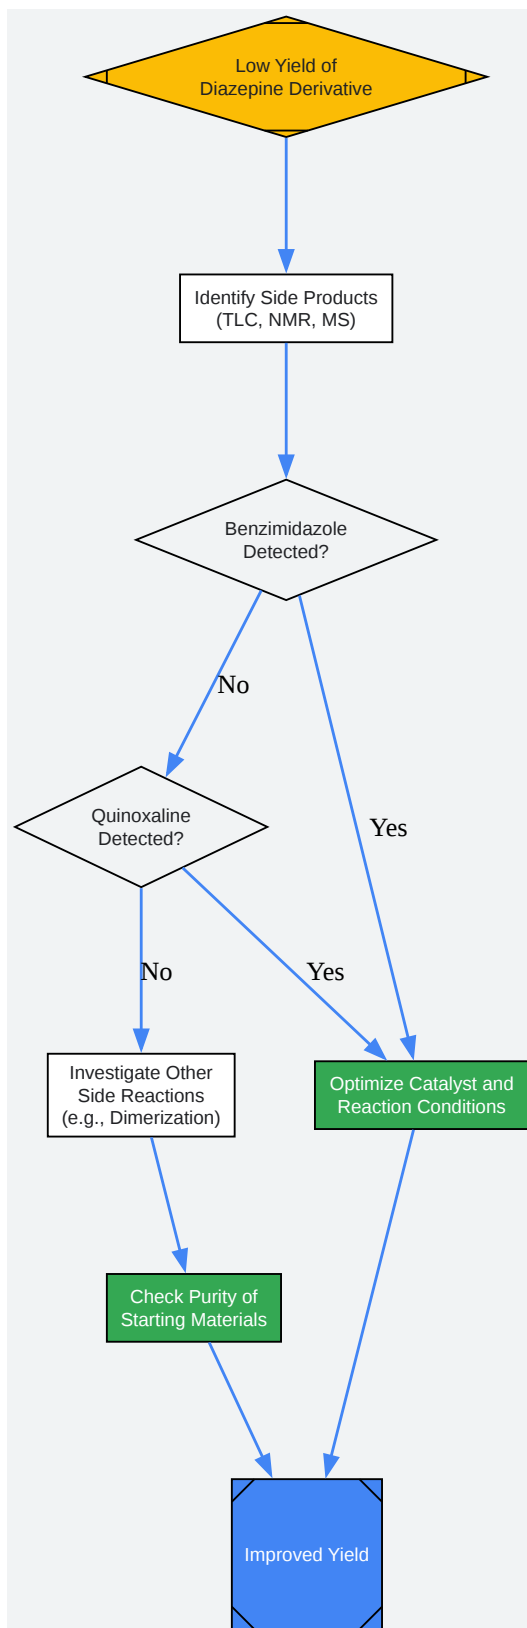 Low Yield of
Diazepine Derivative
Identify Side Products
(TLC, NMR, MS)
Benzimidazole
Detected?
No
Yes
Quinoxaline
Detected?
No
Yes
Investigate Other
Side Reactions
(e.g., Dimerization)
Optimize Catalyst and
Reaction Conditions
Check Purity of
Starting Materials
Improved Yield